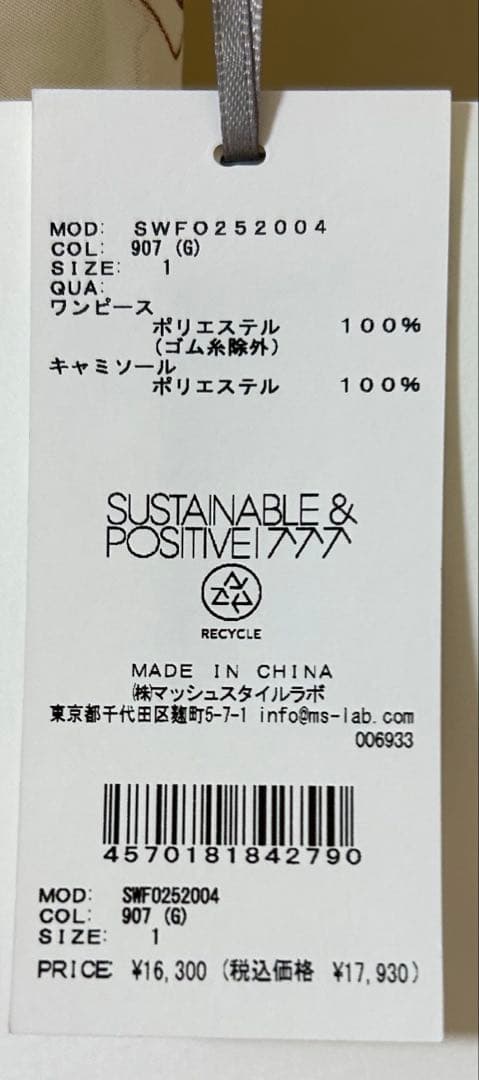 MOD: SWFO252004
COL: 907 (G)
SIZE: 1
QUA:
ワンピース
ポリエステル 100%
(ゴム糸除外)
キャミソール
ポリエステル 100%
SUSTAINABLE &
POSITIVE!
RECYCLE
MADE IN CHINA
㈱マッシュスタイルラボ
東京都千代田区麹町5-7-1 info@ms-lab.com
006933
4570181842790
MOD: SWFO252004
COL: 907 (G)
SIZE: 1
PRICE ¥16,300 (税込価格 ¥17,930)